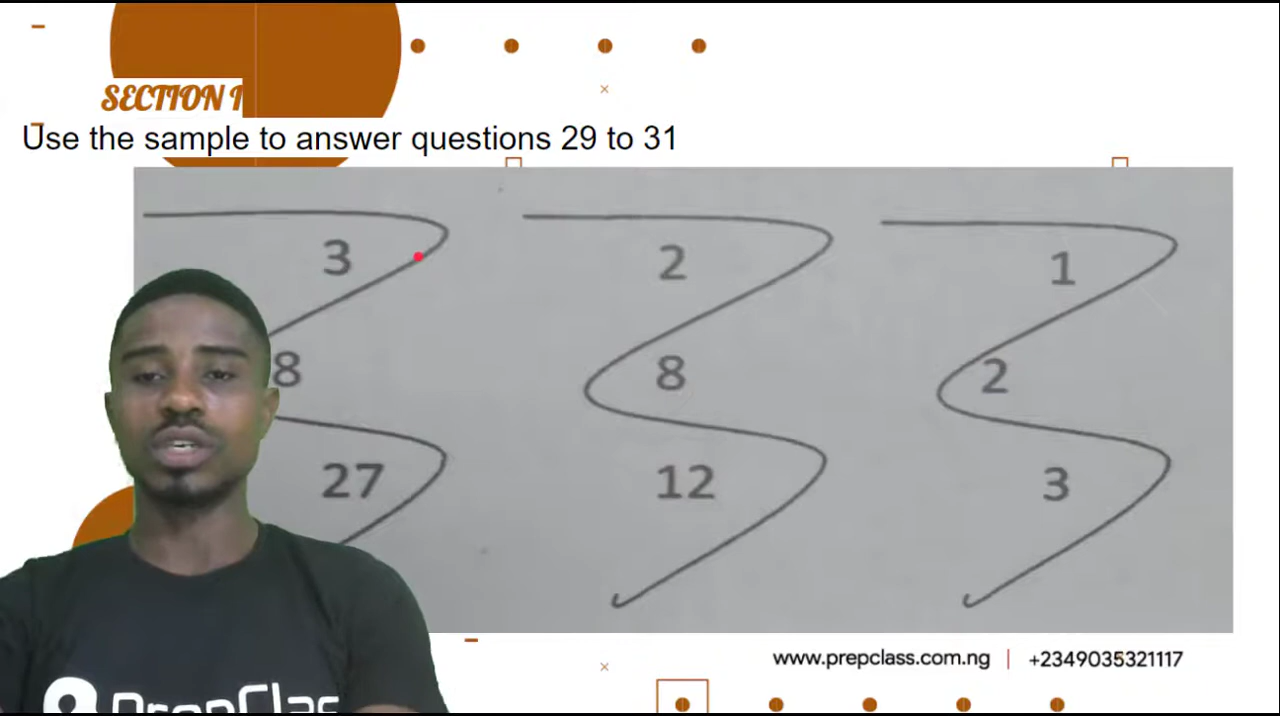 SECTION
Use the sample to answer questions 29 to 31
3 2 1
8 8 2
27 12 3
www.prepclass.com.ng | +2349035321117